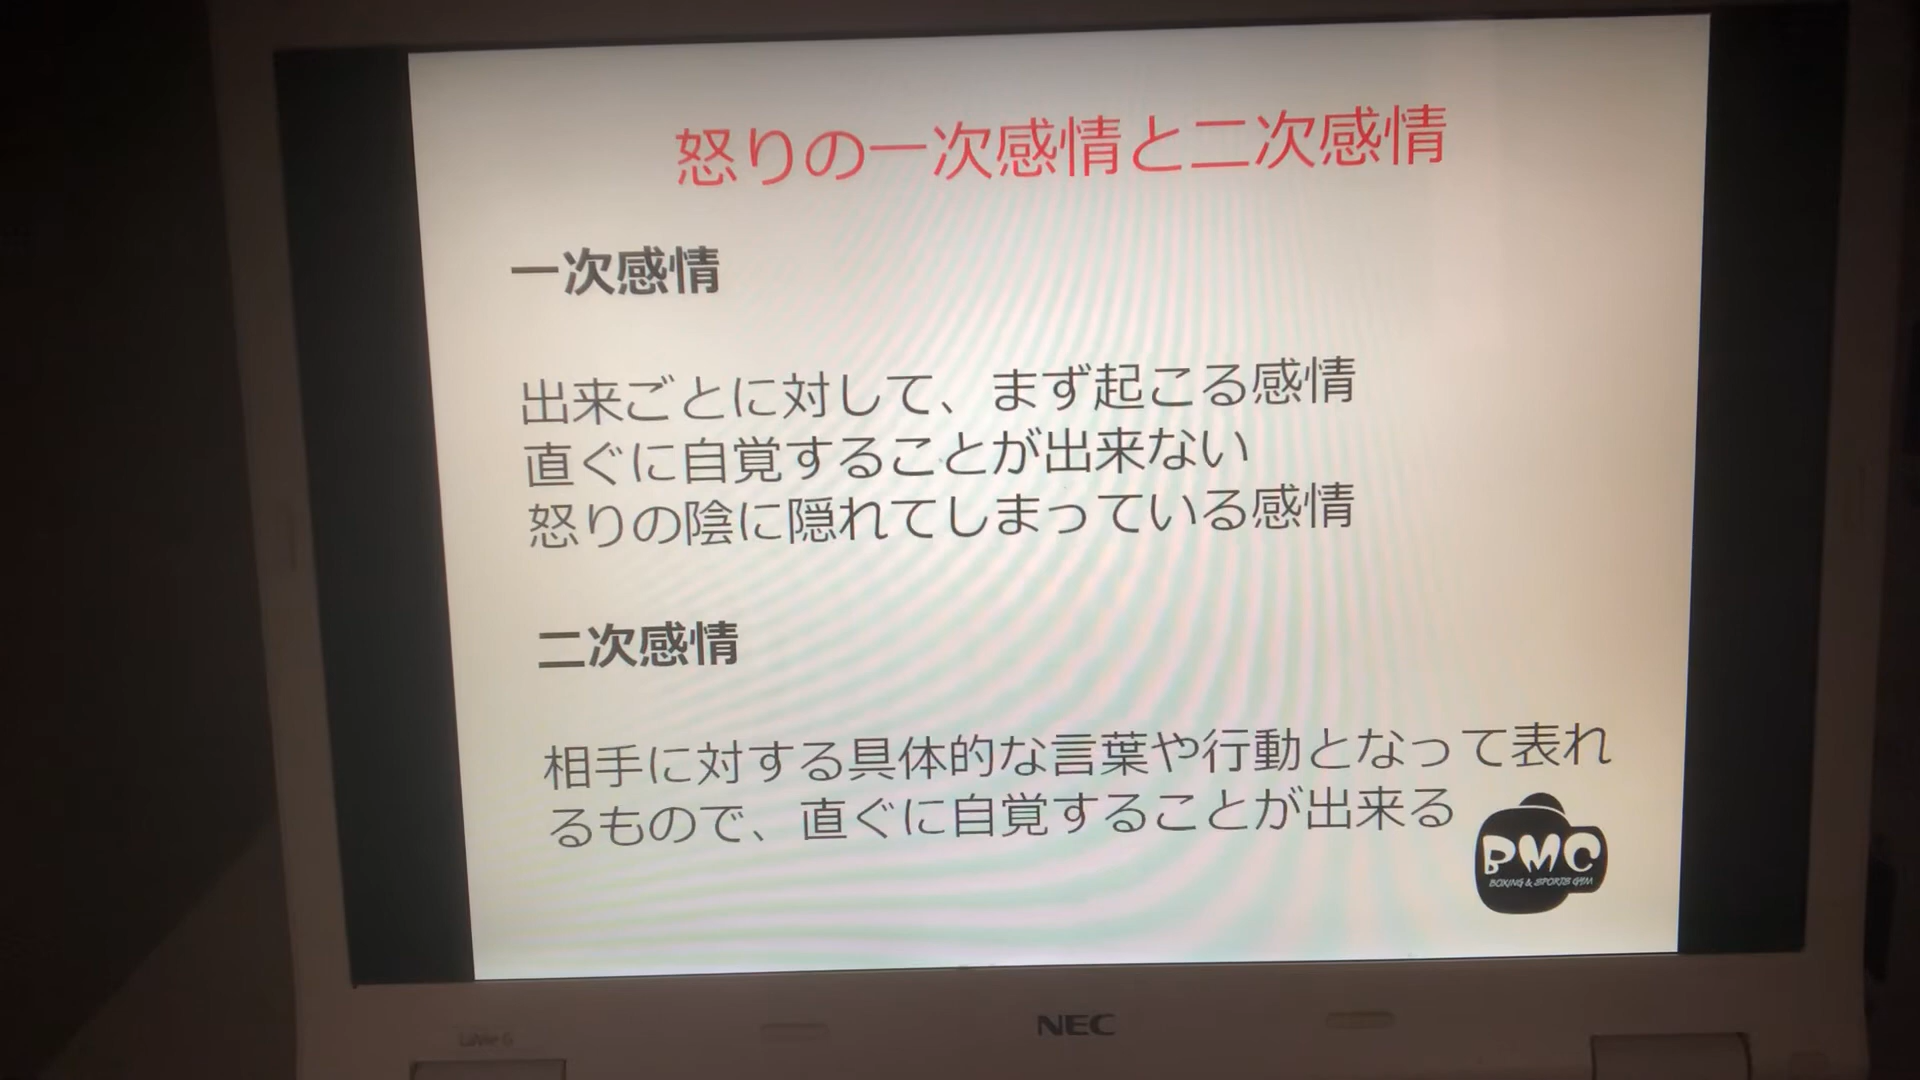 怒りの一次感情と二次感情
一次感情
出来ごとに対して、まず起こる感情
直ぐに自覚することが出来ない
怒りの陰に隠れてしまっている感情
二次感情
相手に対する具体的な言葉や行動となって表れ
るもので、直ぐに自覚することが出来る
BMC
BOXING & SPORTS GYM
NEC
LaVie G